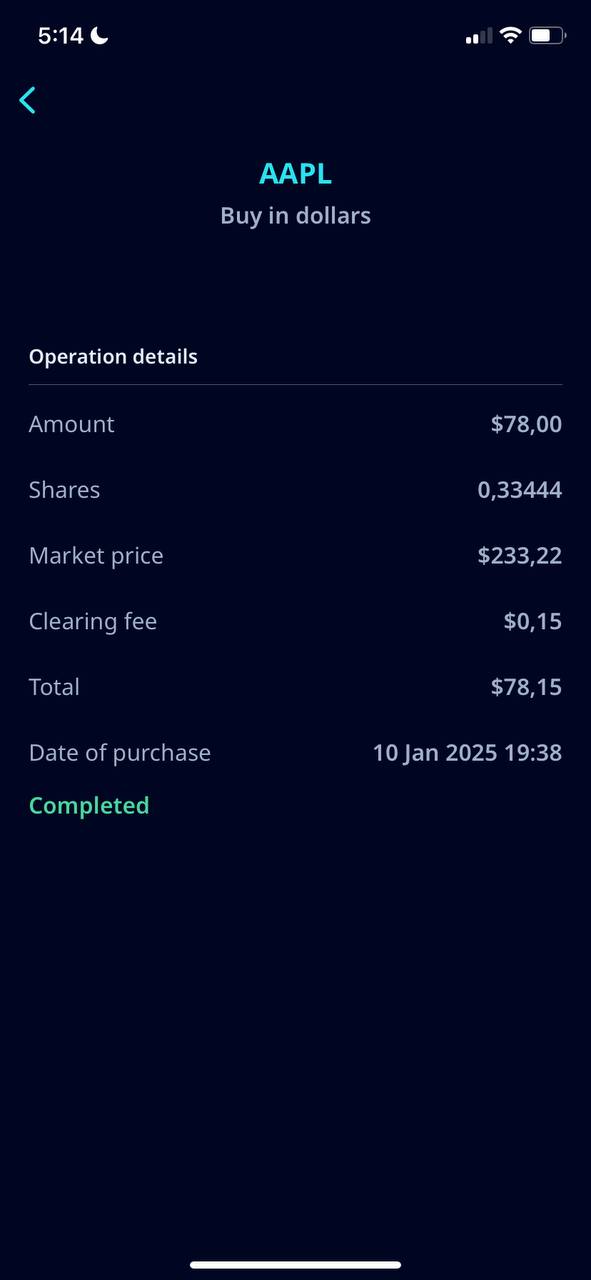 5:14
AAPL
Buy in dollars
Operation details
Amount $78,00
Shares 0,33444
Market price $233,22
Clearing fee $0,15
Total $78,15
Date of purchase 10 Jan 2025 19:38
Completed